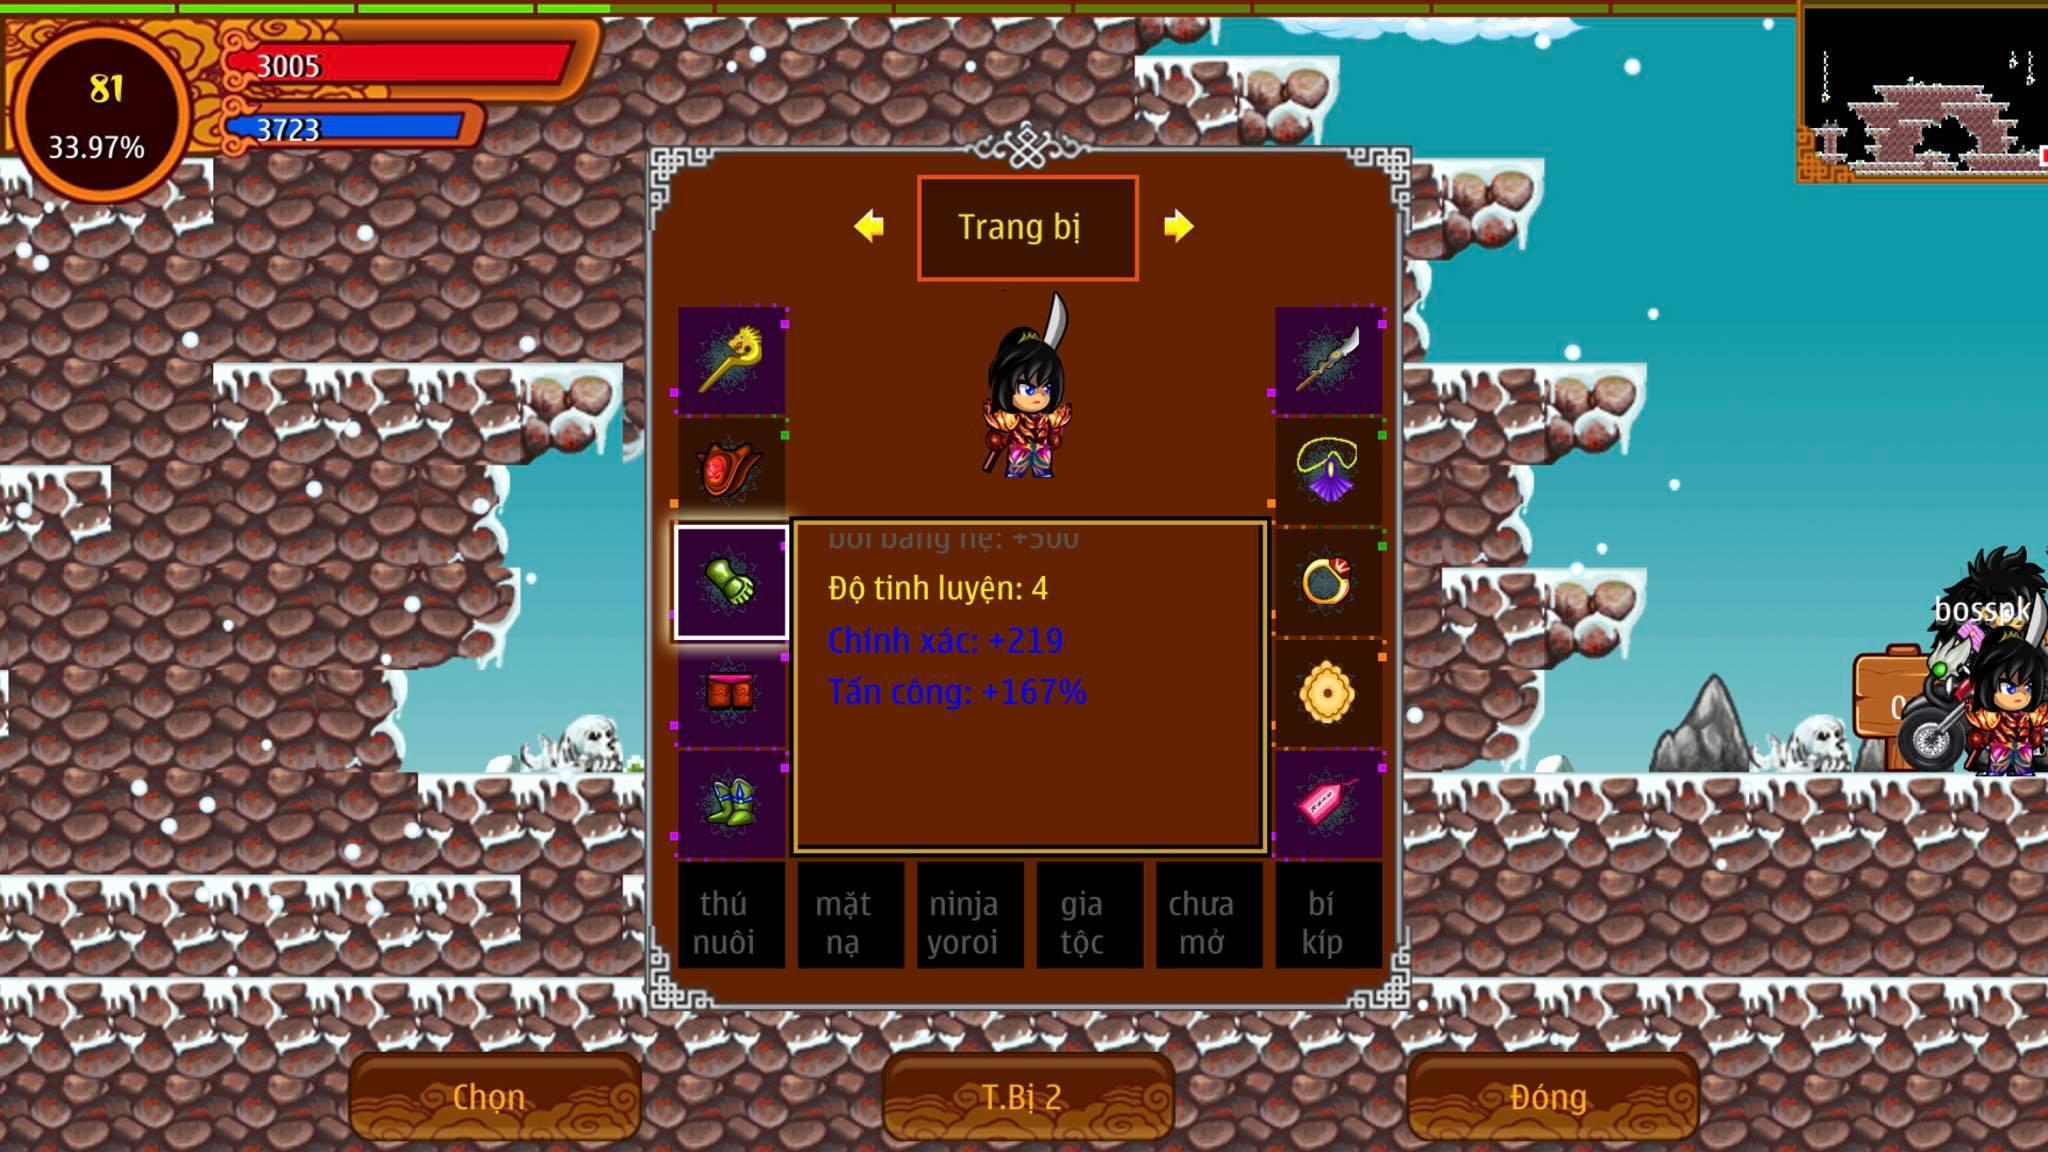 3005
81
3723
33.97%
Trang bị
Độ tinh luyện: 4
Chính xác: +219
Tấn công: +167%
bosspk
0
thú nuôi
mặt nạ
ninja yoroi
gia tộc
chưa mở
bí kíp
Chọn
T.Bị 2
Đóng